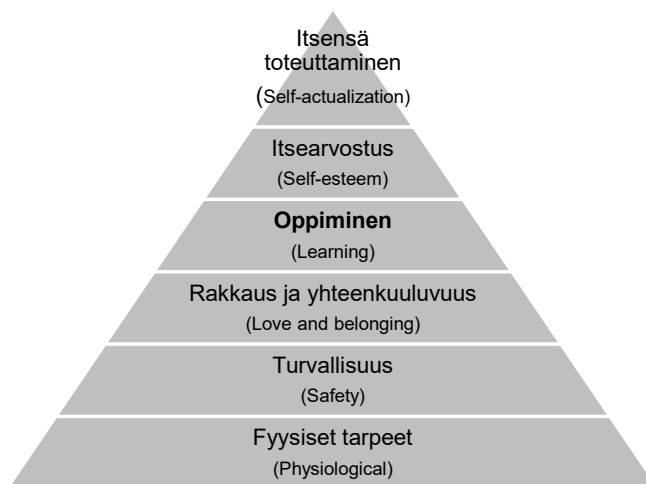 Itsensä
toteuttaminen
(Self-actualization)
Itsearvostus
(Self-esteem)
Oppiminen
(Learning)
Rakkaus ja yhteenkuuluvuus
(Love and belonging)
Turvallisuus
(Safety)
Fyysiset tarpeet
(Physiological)